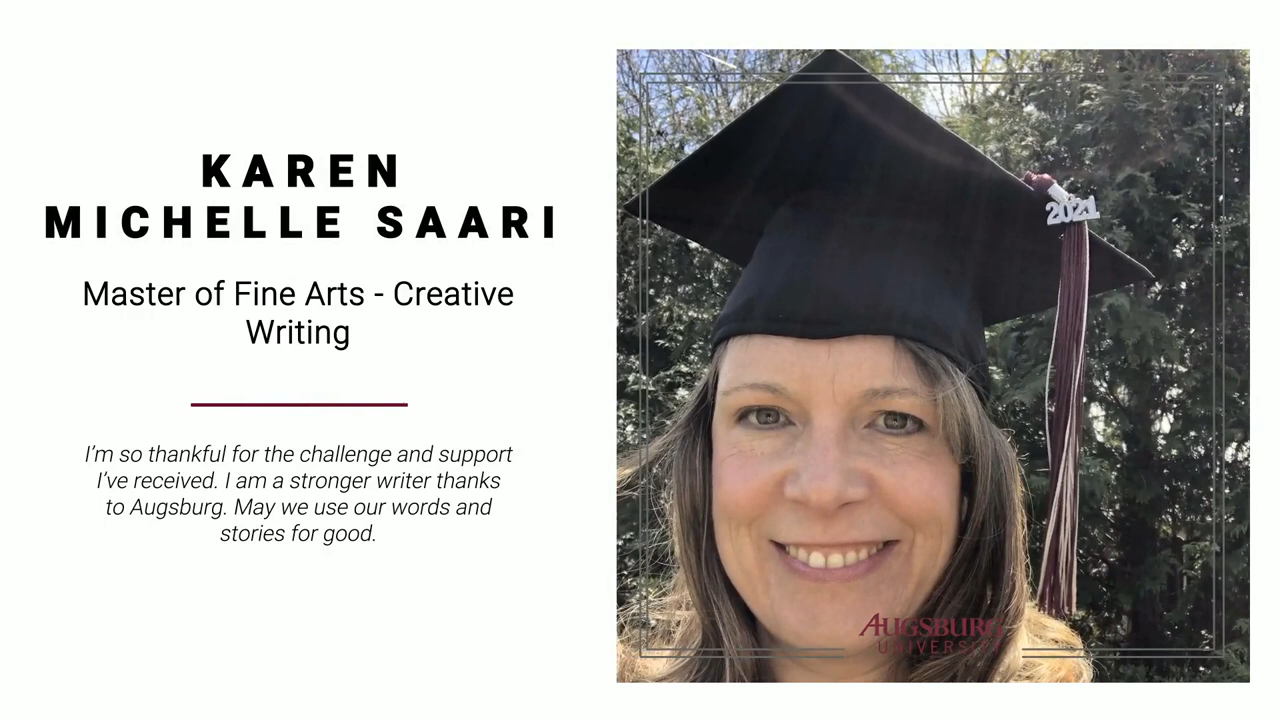 KAREN
MICHELLE SAARI
Master of Fine Arts - Creative
Writing
I’m so thankful for the challenge and support
I’ve received. I am a stronger writer thanks
to Augsburg. May we use our words and
stories for good.
2021
AUGSBURG
UNIVERSITY